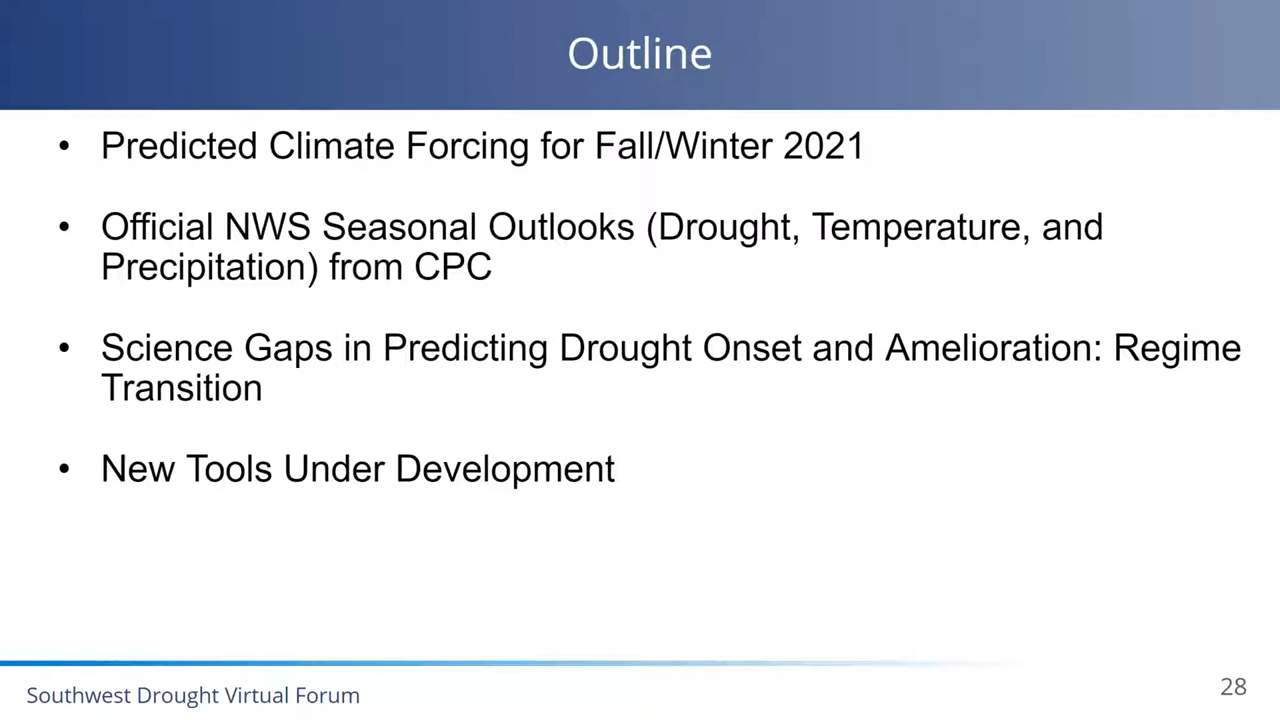 Outline
• Predicted Climate Forcing for Fall/Winter 2021
• Official NWS Seasonal Outlooks (Drought, Temperature, and
Precipitation) from CPC
• Science Gaps in Predicting Drought Onset and Amelioration: Regime
Transition
• New Tools Under Development
Southwest Drought Virtual Forum
28